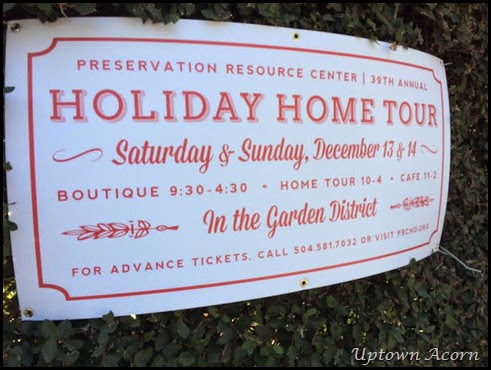 PRESERVATION RESOURCE CENTER | 39TH ANNUAL
HOLIDAY HOME TOUR
Saturday & Sunday, December 13 & 14
BOUTIQUE 9:30-4:30 • HOME TOUR 10-4 • CAFE 11-2
In the Garden District
FOR ADVANCE TICKETS, CALL 504.581.7032 OR VISIT PRCNO.ORG
Uptown Acorn